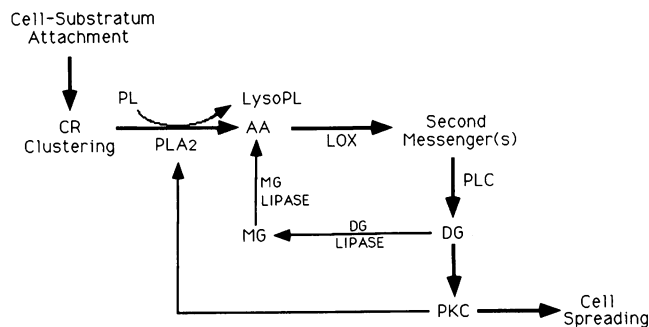 Cell-Substratum
Attachment
PL
LysoPL
CR
Clustering
PLA2
AA
LOX
Second
Messenger(s)
MG
LIPASE
PLC
MG
DG
LIPASE
DG
PKC
Cell
Spreading